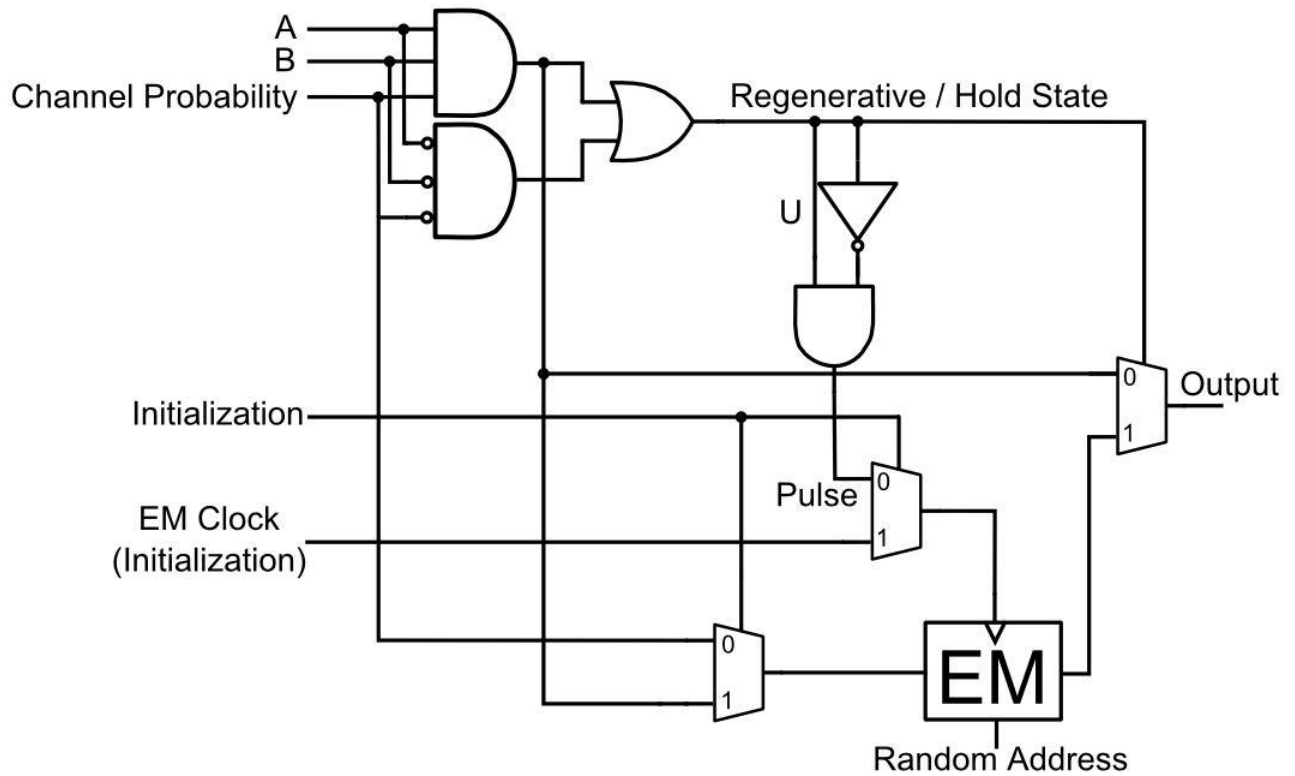 A
B
Channel Probability
Regenerative / Hold State
U
0
Output
1
Initialization
Pulse
0
EM Clock
(Initialization)
1
0
1
EM
Random Address